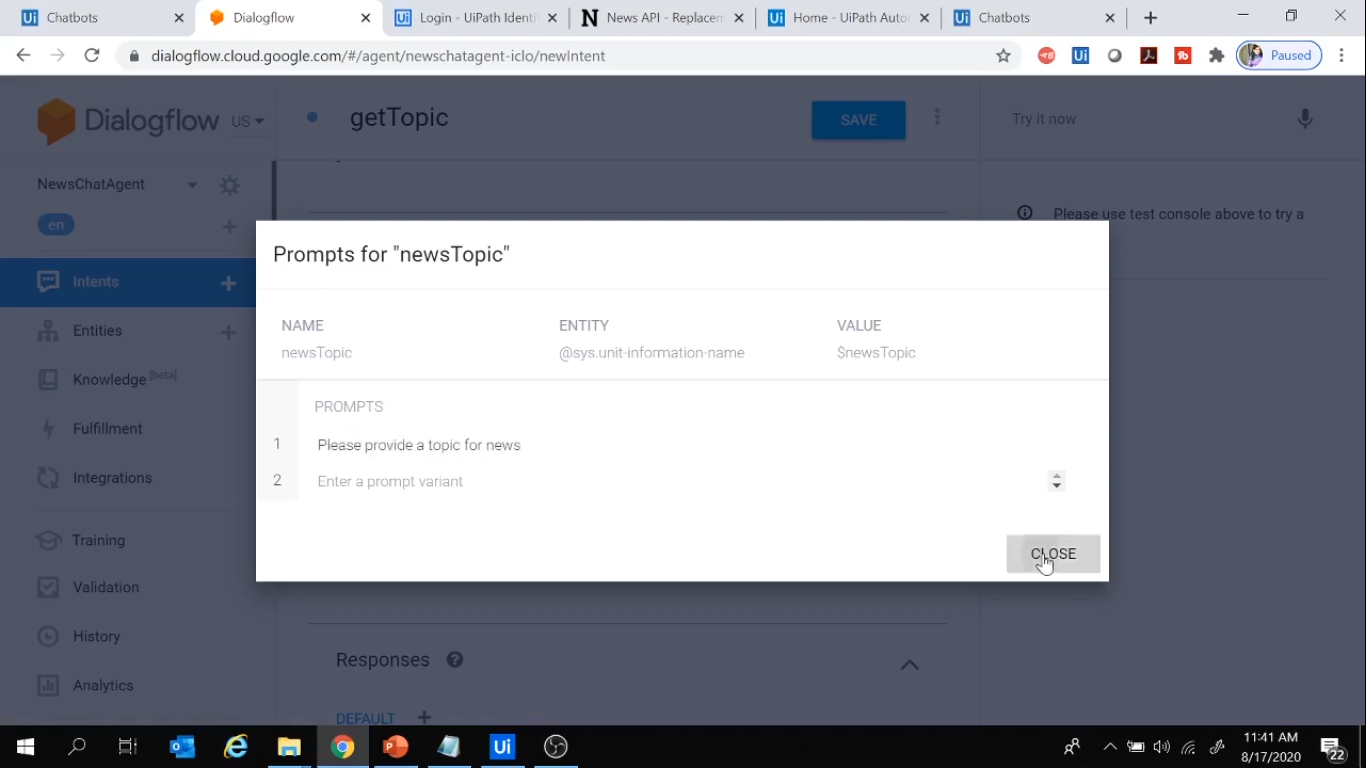 Chatbots
Dialogflow
Login - UiPath Identi
News API - Replacem
Home - UiPath Auto
Chatbots
dialogflow.cloud.google.com/#/agent/newschatagent-iclo/newIntent
Paused
Dialogflow
US
getTopic
SAVE
Try it now
NewsChatAgent
en
Please use test console above to try a
Intents
Entities
Knowledge [beta]
Fulfillment
Integrations
Training
Validation
History
Analytics
Prompts for "newsTopic"
NAME ENTITY VALUE
newsTopic @sys.unit-information-name $newsTopic
PROMPTS
1 Please provide a topic for news
2 Enter a prompt variant
CLOSE
Responses
DEFAULT
11:41 AM
8/17/2020
22